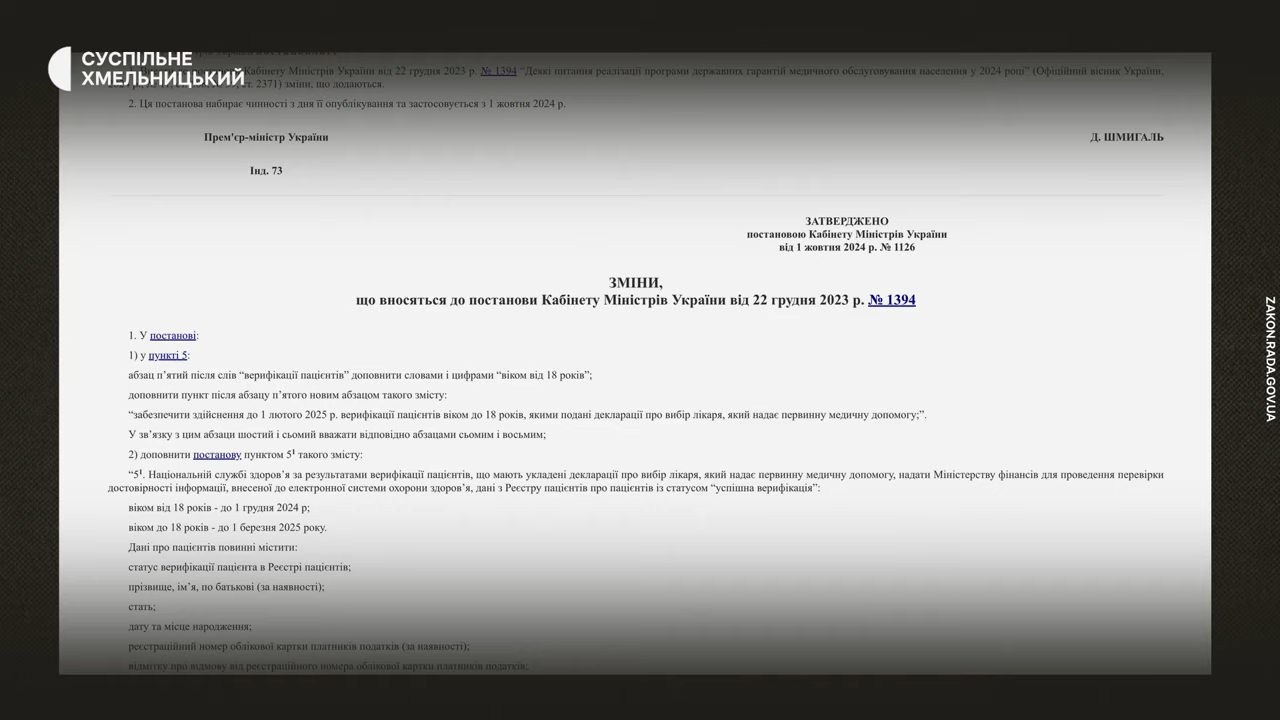 СУСПІЛЬНЕ
ХМЕЛЬНИЦЬКИЙ
Кабінету Міністрів України від 22 грудня 2023 р. № 1394 “Деякі питання реалізації програми державних гарантій медичного обслуговування населення у 2024 році” (Офіційний вісник України,
ст. 2371) зміни, що додаються.
2. Ця постанова набирає чинності з дня її опублікування та застосовується з 1 жовтня 2024 р.
Прем'єр-міністр України
Д. ШМИГАЛЬ
Інд. 73
ЗАТВЕРДЖЕНО
постановою Кабінету Міністрів України
від 1 жовтня 2024 р. № 1126
ЗМІНИ,
що вносяться до постанови Кабінету Міністрів України від 22 грудня 2023 р. № 1394
1. У постанові:
1) у пункті 5:
абзац п’ятий після слів “верифікації пацієнтів” доповнити словами і цифрами “віком від 18 років”;
доповнити пункт після абзацу п’ятого новим абзацом такого змісту:
“забезпечити здійснення до 1 лютого 2025 р. верифікації пацієнтів віком до 18 років, якими подані декларації про вибір лікаря, який надає первинну медичну допомогу;”.
У зв’язку з цим абзаци шостий і сьомий вважати відповідно абзацами сьомим і восьмим;
2) доповнити постанову пунктом 5¹ такого змісту:
“5¹. Національній службі здоров’я за результатами верифікації пацієнтів, що мають укладені декларації про вибір лікаря, який надає первинну медичну допомогу, надати Міністерству фінансів для проведення перевірки
достовірності інформації, внесеної до електронної системи охорони здоров’я, дані з Реєстру пацієнтів про пацієнтів із статусом “успішна верифікація”:
віком від 18 років - до 1 грудня 2024 р;
віком до 18 років - до 1 березня 2025 року.
Дані про пацієнтів повинні містити:
статус верифікації пацієнта в Реєстрі пацієнтів;
прізвище, ім’я, по батькові (за наявності);
стать;
дату та місце народження;
реєстраційний номер облікової картки платників податків (за наявності);
відмітку про відмову від реєстраційного номера облікової картки платників податків;
ZAKON.RADA.GOV.UA